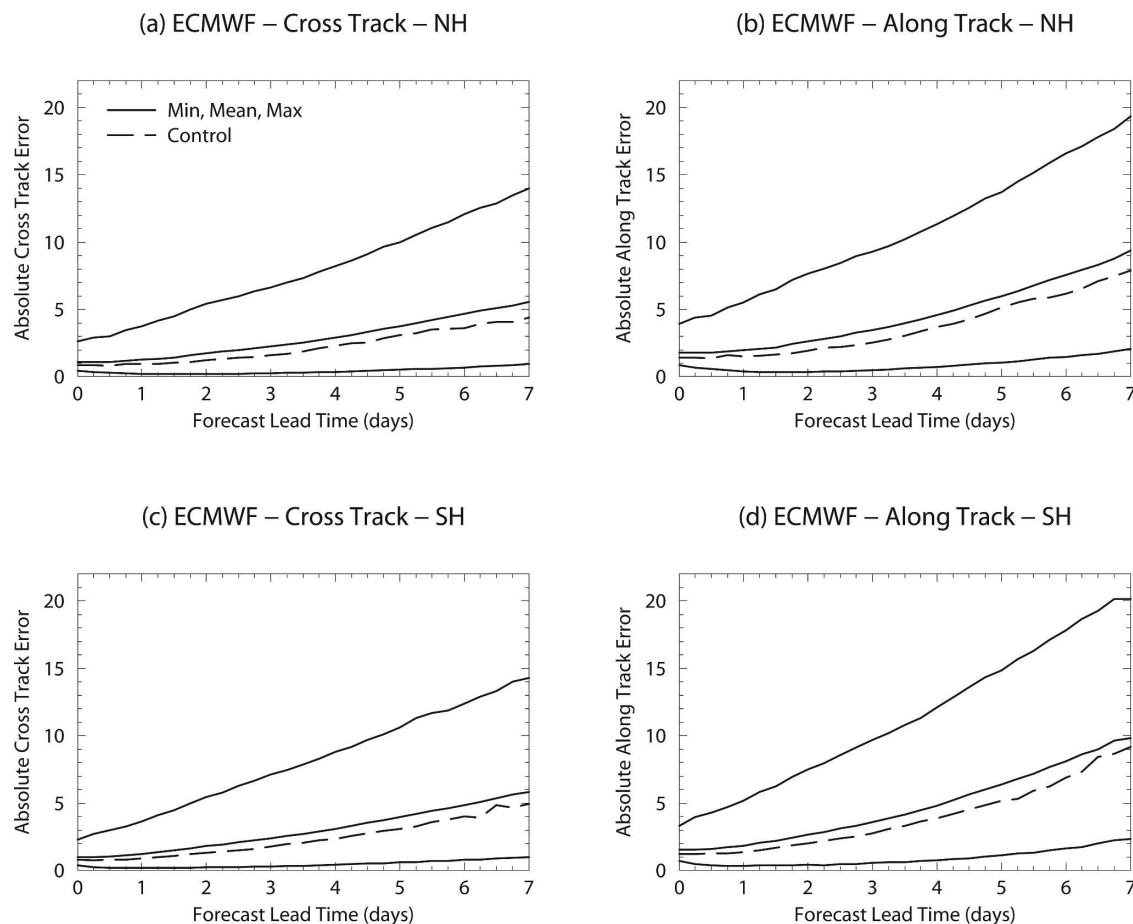 (a) ECMWF – Cross Track – NH
20
15
10
5
0
Absolute Cross Track Error
Min, Mean, Max
Control
0 1 2 3 4 5 6 7
Forecast Lead Time (days)
(b) ECMWF – Along Track – NH
20
15
10
5
0
Absolute Along Track Error
0 1 2 3 4 5 6 7
Forecast Lead Time (days)
(c) ECMWF – Cross Track – SH
20
15
10
5
0
Absolute Cross Track Error
0 1 2 3 4 5 6 7
Forecast Lead Time (days)
(d) ECMWF – Along Track – SH
20
15
10
5
0
Absolute Along Track Error
0 1 2 3 4 5 6 7
Forecast Lead Time (days)